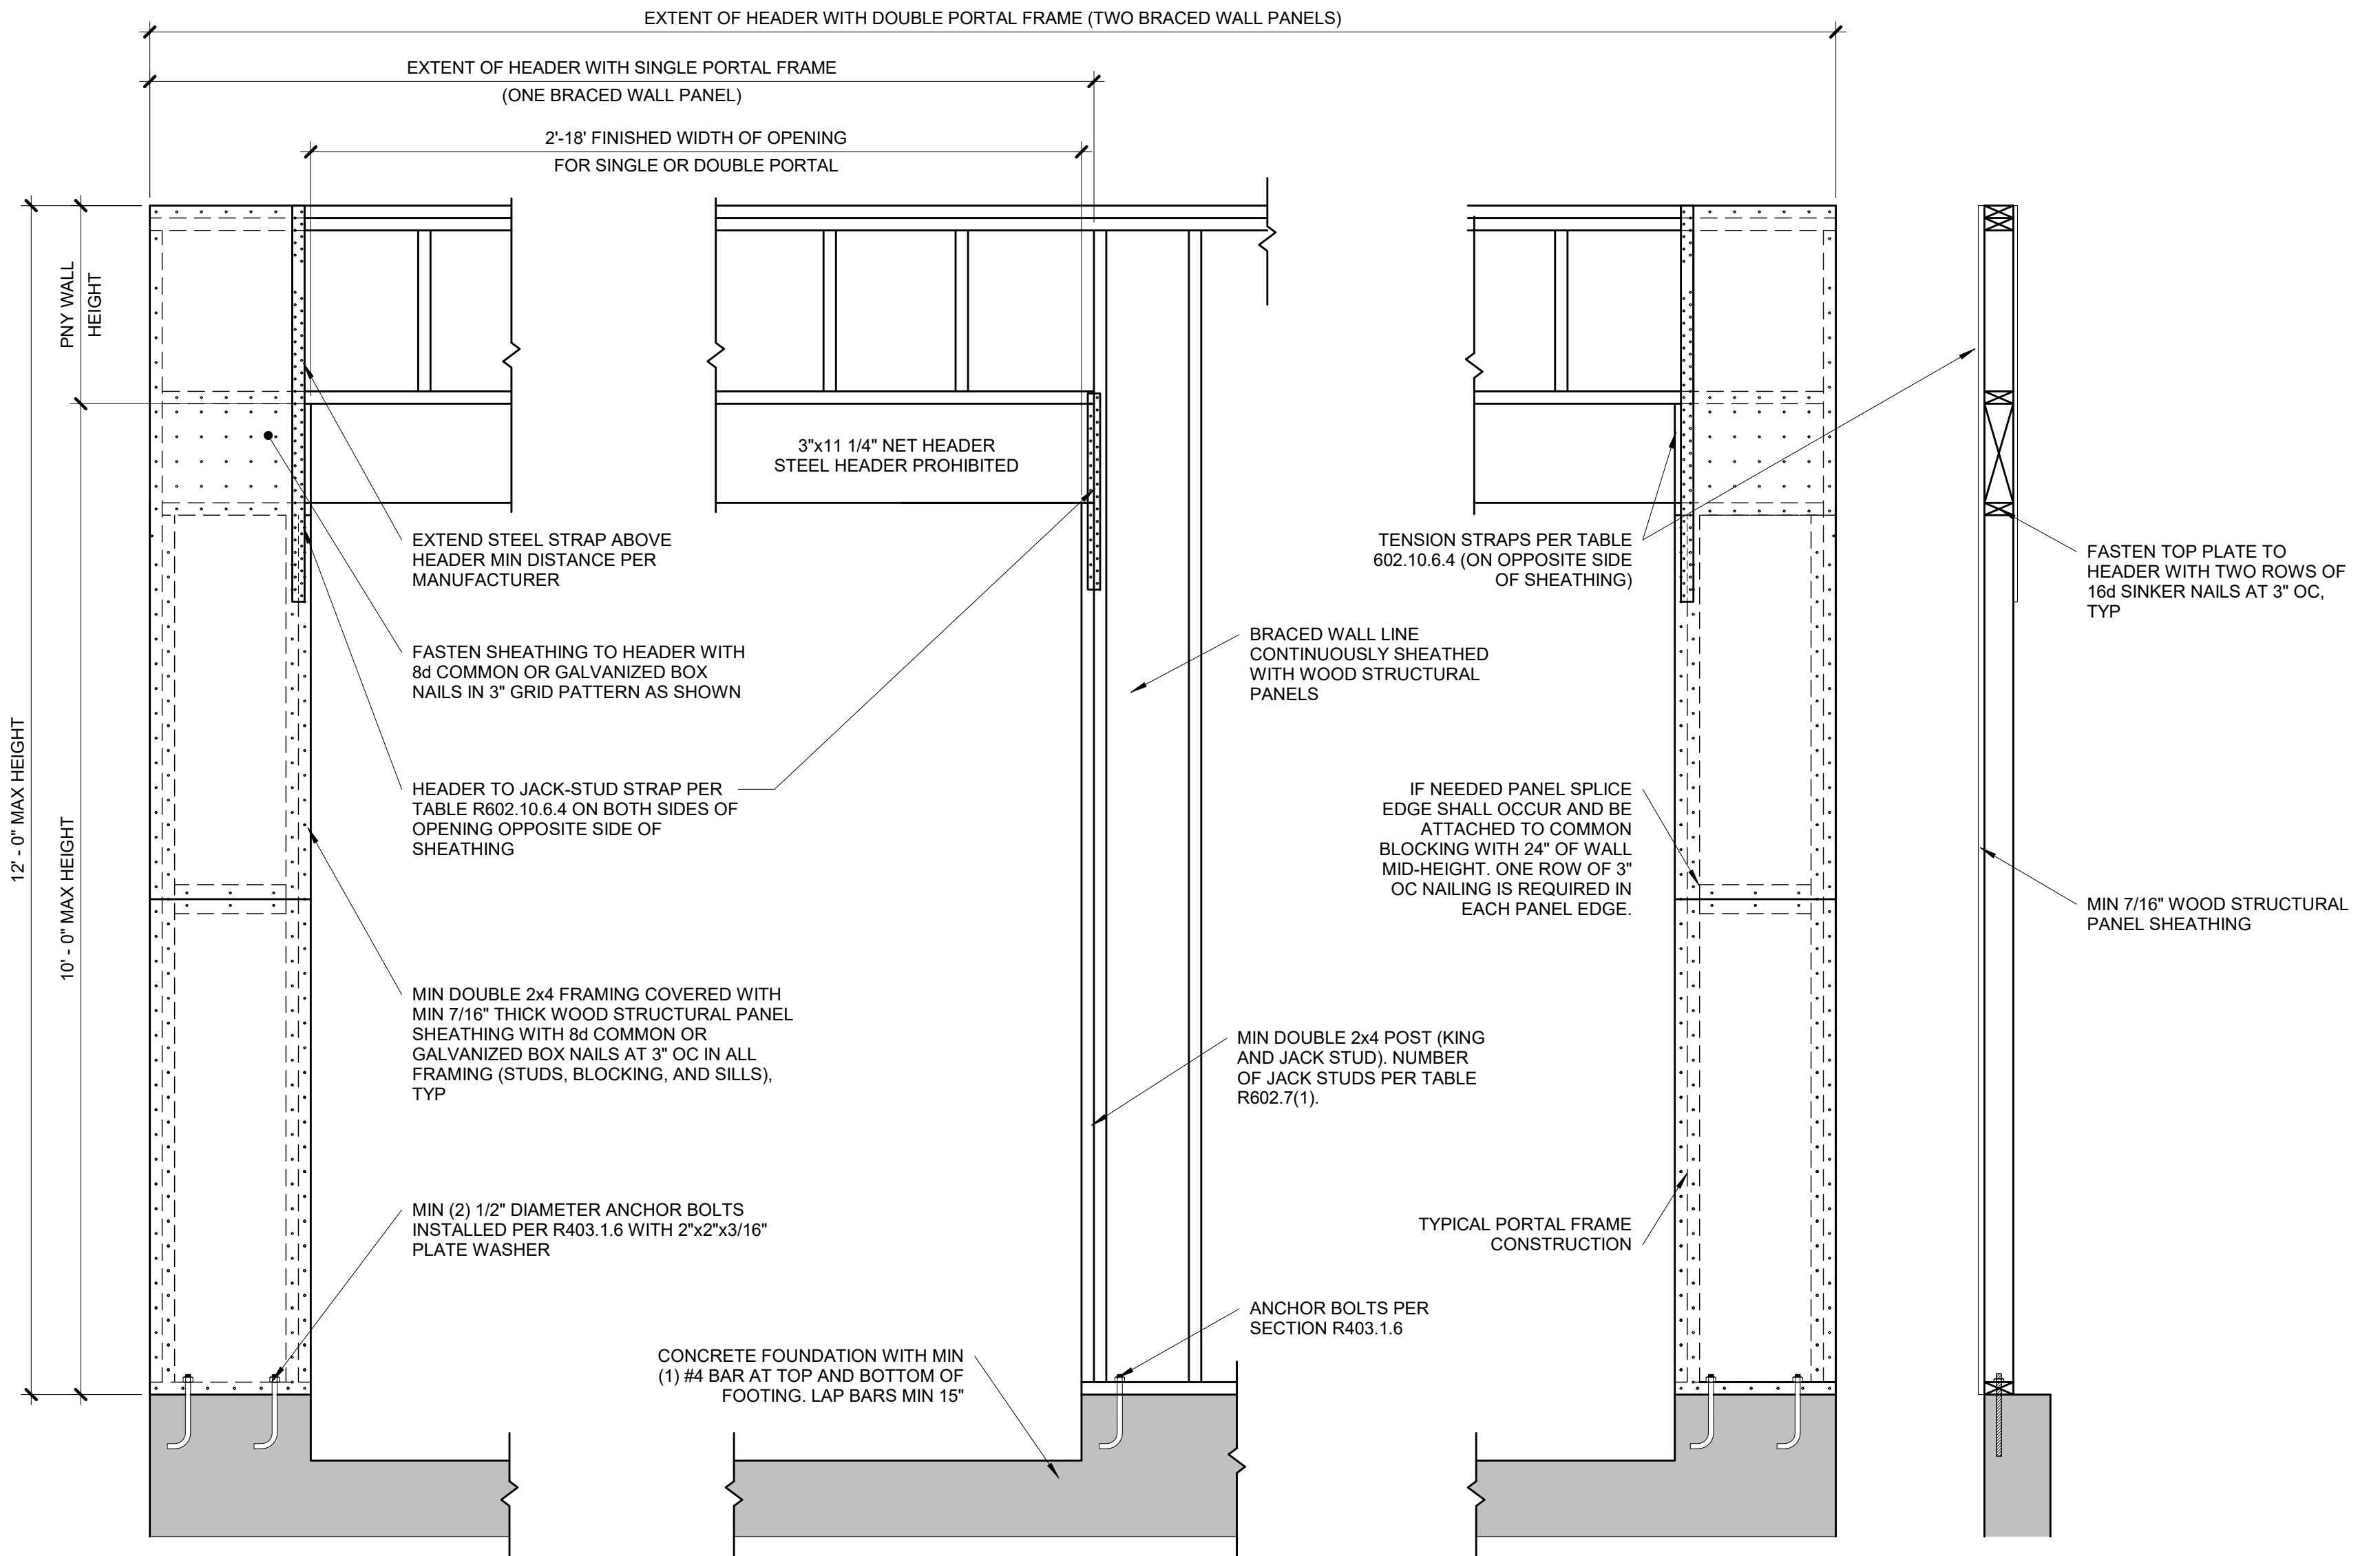 EXTENT OF HEADER WITH DOUBLE PORTAL FRAME (TWO BRACED WALL PANELS)
EXTENT OF HEADER WITH SINGLE PORTAL FRAME
(ONE BRACED WALL PANEL)
2'-18' FINISHED WIDTH OF OPENING
FOR SINGLE OR DOUBLE PORTAL
PNY WALL
HEIGHT
12' - 0" MAX HEIGHT
10' - 0" MAX HEIGHT
3"x11 1/4" NET HEADER
STEEL HEADER PROHIBITED
EXTEND STEEL STRAP ABOVE
HEADER MIN DISTANCE PER
MANUFACTURER
FASTEN SHEATHING TO HEADER WITH
8d COMMON OR GALVANIZED BOX
NAILS IN 3" GRID PATTERN AS SHOWN
HEADER TO JACK-STUD STRAP PER
TABLE R602.10.6.4 ON BOTH SIDES OF
OPENING OPPOSITE SIDE OF
SHEATHING
MIN DOUBLE 2x4 FRAMING COVERED WITH
MIN 7/16" THICK WOOD STRUCTURAL PANEL
SHEATHING WITH 8d COMMON OR
GALVANIZED BOX NAILS AT 3" OC IN ALL
FRAMING (STUDS, BLOCKING, AND SILLS),
TYP
MIN (2) 1/2" DIAMETER ANCHOR BOLTS
INSTALLED PER R403.1.6 WITH 2"x2"x3/16"
PLATE WASHER
CONCRETE FOUNDATION WITH MIN
(1) #4 BAR AT TOP AND BOTTOM OF
FOOTING. LAP BARS MIN 15"
BRACED WALL LINE
CONTINUOUSLY SHEATHED
WITH WOOD STRUCTURAL
PANELS
MIN DOUBLE 2x4 POST (KING
AND JACK STUD). NUMBER
OF JACK STUDS PER TABLE
R602.7(1).
ANCHOR BOLTS PER
SECTION R403.1.6
TENSION STRAPS PER TABLE
602.10.6.4 (ON OPPOSITE SIDE
OF SHEATHING)
IF NEEDED PANEL SPLICE
EDGE SHALL OCCUR AND BE
ATTACHED TO COMMON
BLOCKING WITH 24" OF WALL
MID-HEIGHT. ONE ROW OF 3"
OC NAILING IS REQUIRED IN
EACH PANEL EDGE.
TYPICAL PORTAL FRAME
CONSTRUCTION
FASTEN TOP PLATE TO
HEADER WITH TWO ROWS OF
16d SINKER NAILS AT 3" OC,
TYP
MIN 7/16" WOOD STRUCTURAL
PANEL SHEATHING